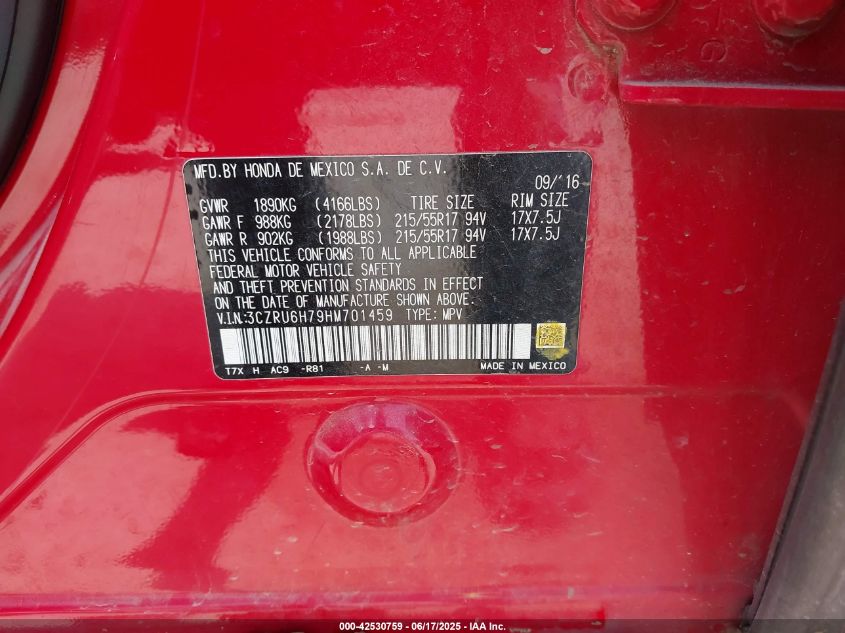 MFD.BY HONDA DE MEXICO S.A. DE C.V.
09/'16
GVWR 1890KG (4166LBS) TIRE SIZE RIM SIZE
GAWR F 988KG (2178LBS) 215/55R17 94V 17X7.5J
GAWR R 902KG (1988LBS) 215/55R17 94V 17X7.5J
THIS VEHICLE CONFORMS TO ALL APPLICABLE
FEDERAL MOTOR VEHICLE SAFETY
AND THEFT PREVENTION STANDARDS IN EFFECT
ON DATE OF MANUFACTURE SHOWN ABOVE.
V.I.N:3CZRU6H79HM701459 TYPE: MPV
T7X H AC9 -R81 -A -M MADE IN MEXICO
000-42530759 - 06/17/2025 - IAA Inc.